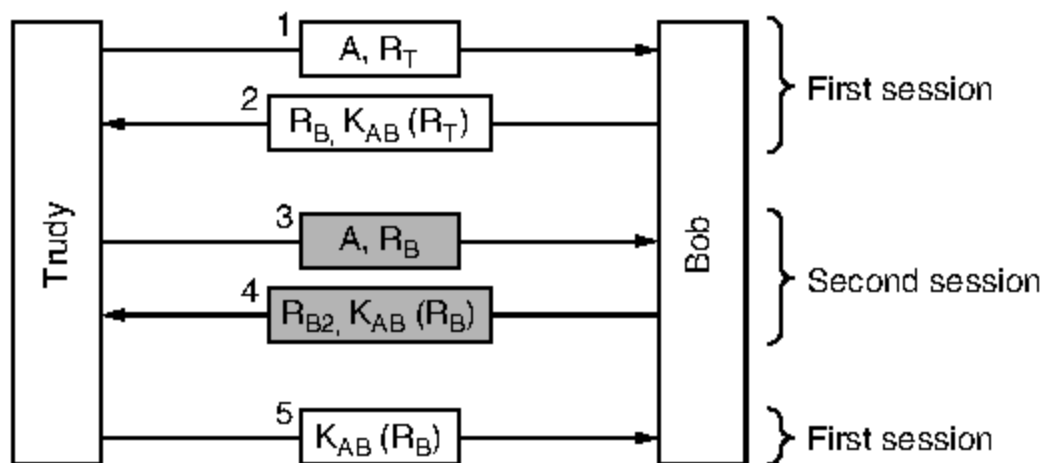 1
A, R_T
First session
2
R_B, K_AB (R_T)
Trudy
Bob
3
A, R_B
Second session
4
R_B2, K_AB (R_B)
5
K_AB (R_B)
First session